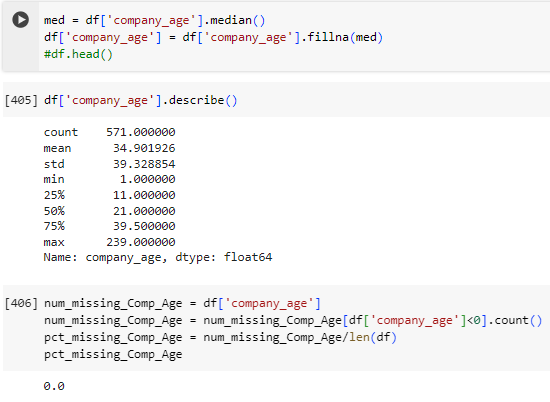 med = df['company_age'].median()
df['company_age'] = df['company_age'].fillna(med)
#df.head()
[405] df['company_age'].describe()
count 571.000000
mean 34.901926
std 39.328854
min 1.000000
25% 11.000000
50% 21.000000
75% 39.500000
max 239.000000
Name: company_age, dtype: float64
[406] num_missing_Comp_Age = df['company_age']
num_missing_Comp_Age = num_missing_Comp_Age[df['company_age']<0].count()
pct_missing_Comp_Age = num_missing_Comp_Age/len(df)
pct_missing_Comp_Age
0.0